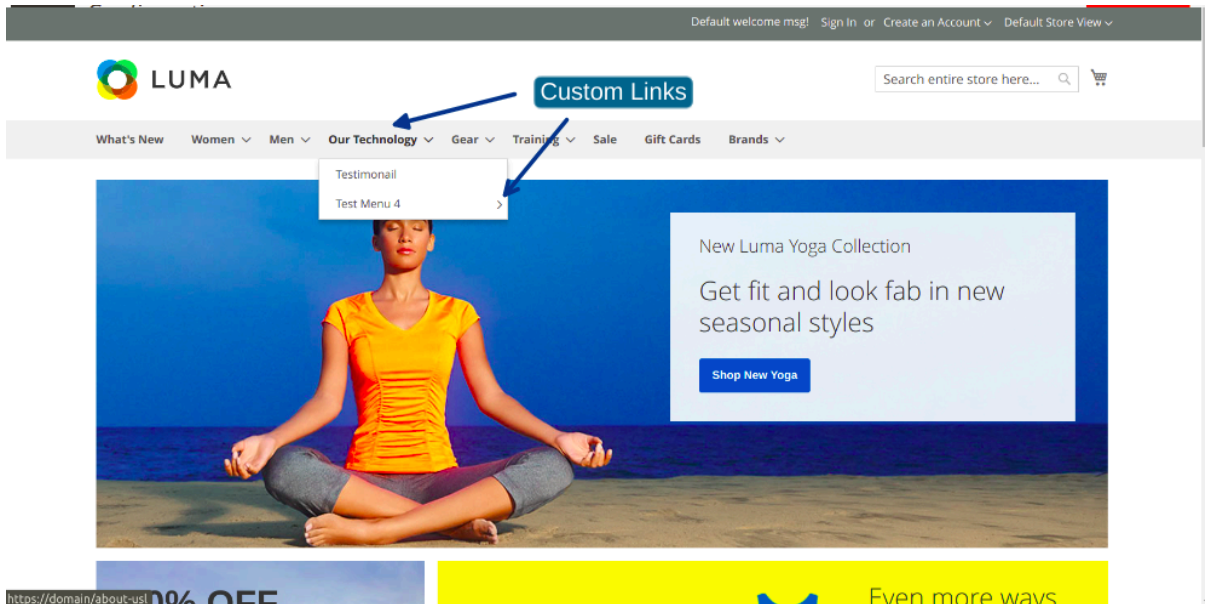 Default welcome msg! Sign In or Create an Account Default Store View
LUMA
Search entire store here...
Custom Links
What's New Women Men Our Technology Gear Training Sale Gift Cards Brands
Testimonail
Test Menu 4
New Luma Yoga Collection
Get fit and look fab in new
seasonal styles
Shop New Yoga
0% OFF
Even more ways
https://domain/about-us/